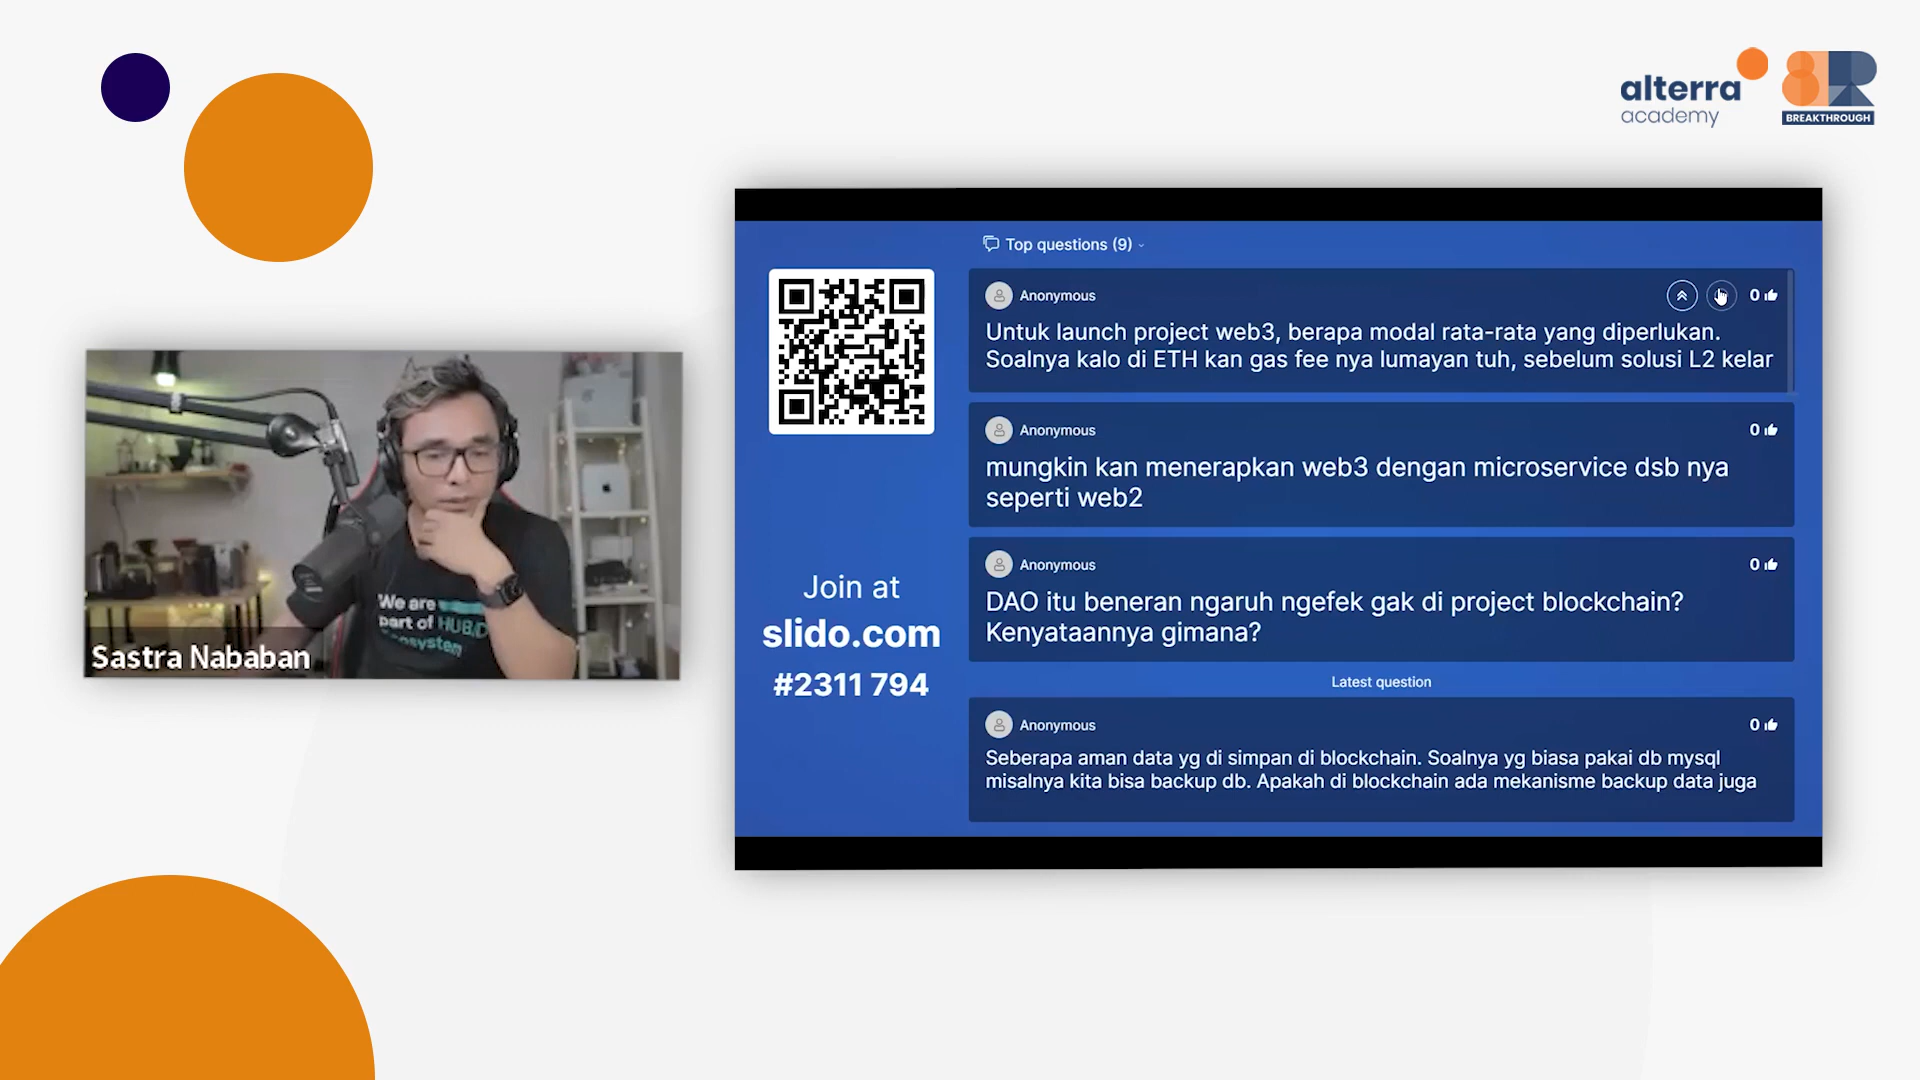 alterra
academy
BREAKTHROUGH
We are
part of HUBID
Ecosystem
Sastra Nababan
Join at
slido.com
#2311 794
Top questions (9)
Anonymous
0
Untuk launch project web3, berapa modal rata-rata yang diperlukan.
Soalnya kalo di ETH kan gas fee nya lumayan tuh, sebelum solusi L2 kelar
Anonymous
0
mungkin kan menerapkan web3 dengan microservice dsb nya
seperti web2
Anonymous
0
DAO itu beneran ngaruh ngefek gak di project blockchain?
Kenyataannya gimana?
Latest question
Anonymous
0
Seberapa aman data yg di simpan di blockchain. Soalnya yg biasa pakai db mysql
misalnya kita bisa backup db. Apakah di blockchain ada mekanisme backup data juga